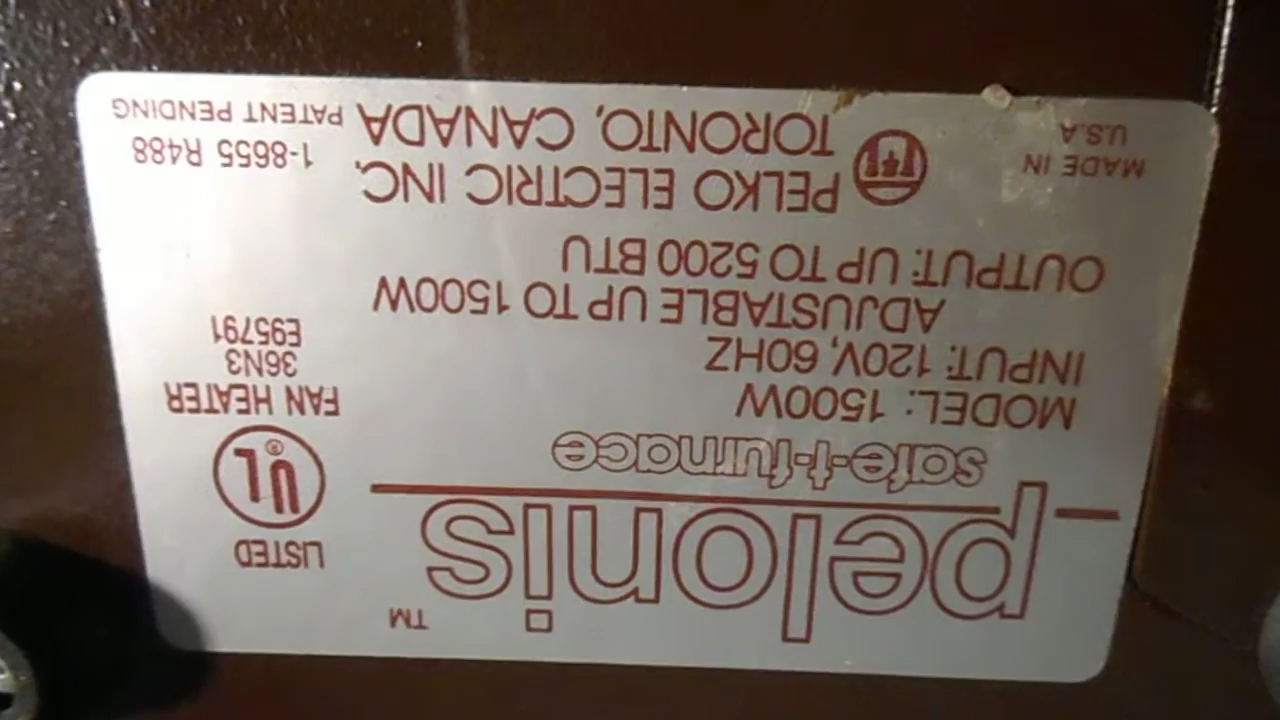 pelonis TM
safe-t-furnace
MODEL: 1500W
INPUT: 120V, 60HZ
ADJUSTABLE UP TO 1500W
OUTPUT: UP TO 5200 BTU
LISTED
UL ®
FAN HEATER
36N3
E95791
MADE IN
U.S.A
PELKO ELECTRIC INC.
TORONTO, CANADA
1-8655 R488
PATENT PENDING